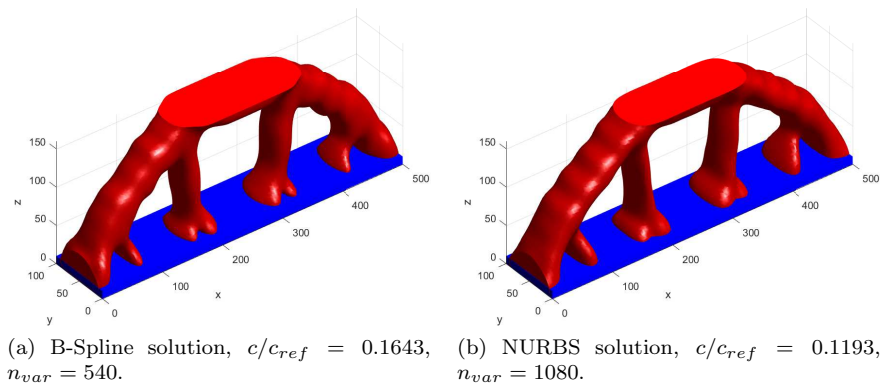 150
100
z
50
0
100
50
y
0
0
100
200
x
300
400
500
150
100
z
50
0
100
50
y
0
0
100
200
x
300
400
500
(a) B-Spline solution, c/c_ref = 0.1643,
n_var = 540.
(b) NURBS solution, c/c_ref = 0.1193,
n_var = 1080.